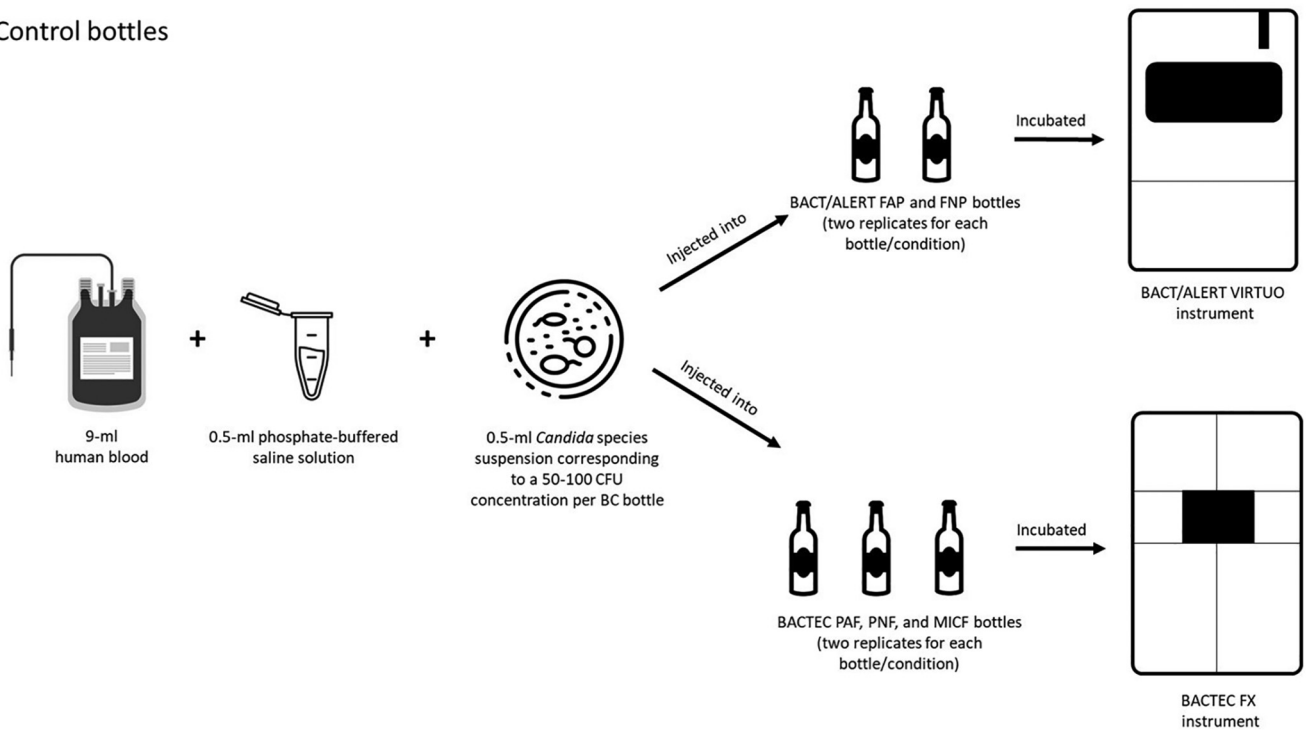 Control bottles
Incubated
BACT/ALERT FAP and FNP bottles
(two replicates for each
bottle/condition)
Injected into
BACT/ALERT VIRTUO
instrument
+
+
9-ml
human blood
0.5-ml phosphate-buffered
saline solution
0.5-ml Candida species
suspension corresponding
to a 50-100 CFU
concentration per BC bottle
Injected into
Incubated
BACTEC PAF, PNF, and MICF bottles
(two replicates for each
bottle/condition)
BACTEC FX
instrument